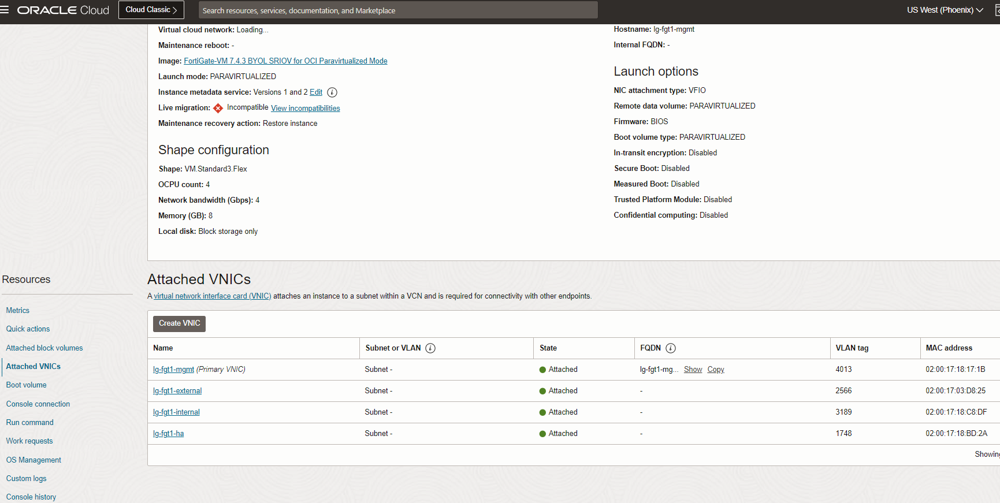 ORACLE Cloud
Cloud Classic
Search resources, services, documentation, and Marketplace
US West (Phoenix)
Virtual cloud network: Loading...
Maintenance reboot: -
Image: FortiGate-VM 7.4.3 BYOL SRIOV for OCI Paravirtualized Mode
Launch mode: PARAVIRTUALIZED
Instance metadata service: Versions 1 and 2 Edit
Live migration: Incompatible View incompatibilities
Maintenance recovery action: Restore instance
Shape configuration
Shape: VM.Standard3.Flex
OCPU count: 4
Network bandwidth (Gbps): 4
Memory (GB): 8
Local disk: Block storage only
Hostname: lg-fgt1-mgmt
Internal FQDN: -
Launch options
NIC attachment type: VFIO
Remote data volume: PARAVIRTUALIZED
Firmware: BIOS
Boot volume type: PARAVIRTUALIZED
In-transit encryption: Disabled
Secure Boot: Disabled
Measured Boot: Disabled
Trusted Platform Module: Disabled
Confidential computing: Disabled
Resources
Metrics
Quick actions
Attached block volumes
Attached VNICs
Boot volume
Console connection
Run command
Work requests
OS Management
Custom logs
Console history
Attached VNICs
A virtual network interface card (VNIC) attaches an instance to a subnet within a VCN and is required for connectivity with other endpoints.
Create VNIC
Name Subnet or VLAN State FQDN VLAN tag MAC address
lg-fgt1-mgmt (Primary VNIC) Subnet - Attached lg-fgt1-mg... Show Copy 4013 02:00:17:18:17:1B
lg-fgt1-external Subnet - Attached - 2566 02:00:17:03:D8:25
lg-fgt1-internal Subnet - Attached - 3189 02:00:17:18:C8:DF
lg-fgt1-ha Subnet - Attached - 1748 02:00:17:18:BD:2A
Showing